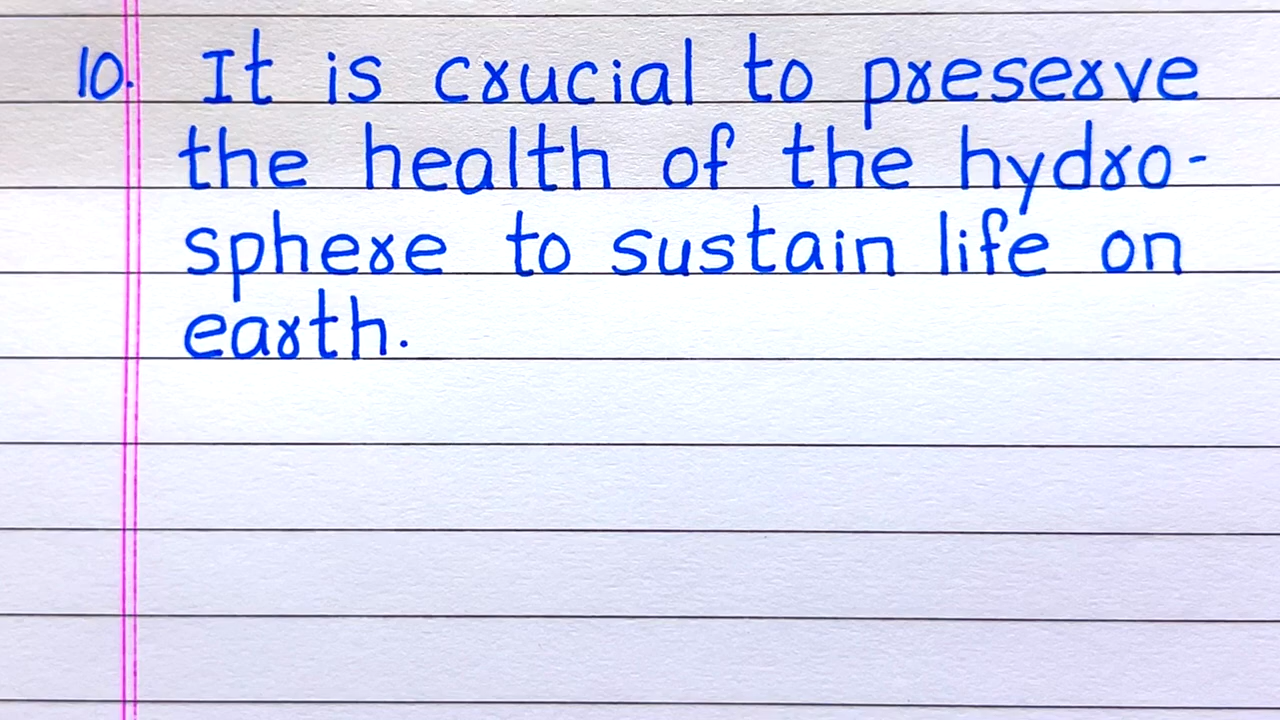 10. It is crucial to preserve
the health of the hydro-
sphere to sustain life on
earth.